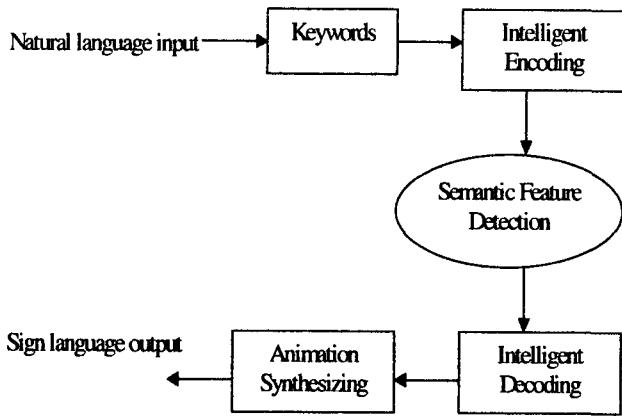 Natural language input
Keywords
Intelligent
Encoding
Semantic Feature
Detection
Intelligent
Decoding
Animation
Synthesizing
Sign language output